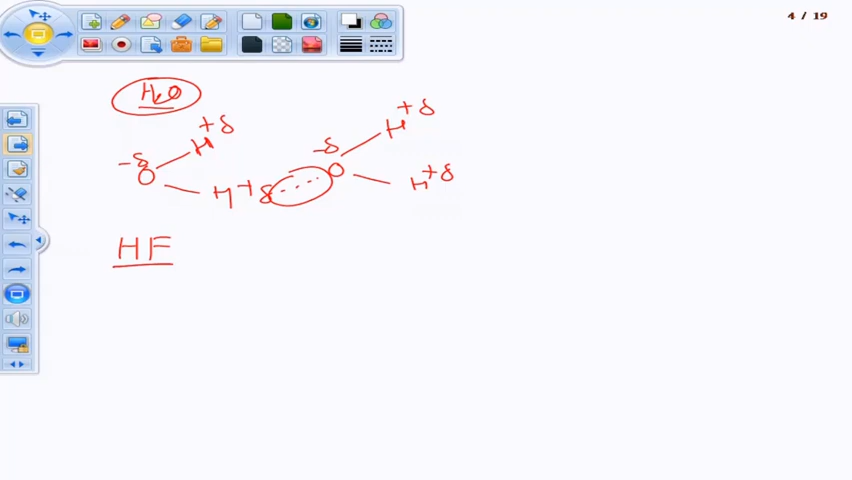 4 / 19
H2O
+δ +δ
-δ H -δ H
O H +δ O H +δ
HF